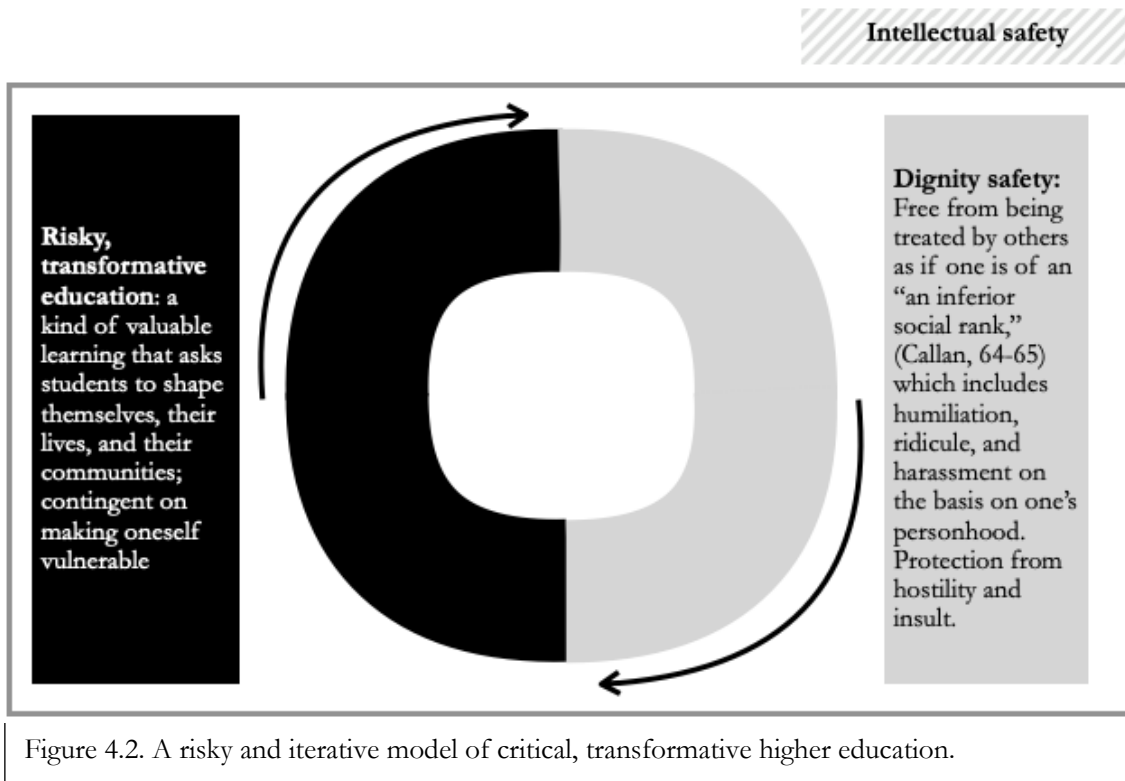 Intellectual safety
Risky,
transformative
education: a
kind of valuable
learning that asks
students to shape
themselves, their
lives, and their
communities;
contingent on
making oneself
vulnerable
Dignity safety:
Free from being
treated by others
as if one is of an
“an inferior
social rank,”
(Callan, 64-65)
which includes
humiliation,
ridicule, and
harassment on
the basis on one’s
personhood.
Protection from
hostility and
insult.
Figure 4.2. A risky and iterative model of critical, transformative higher education.